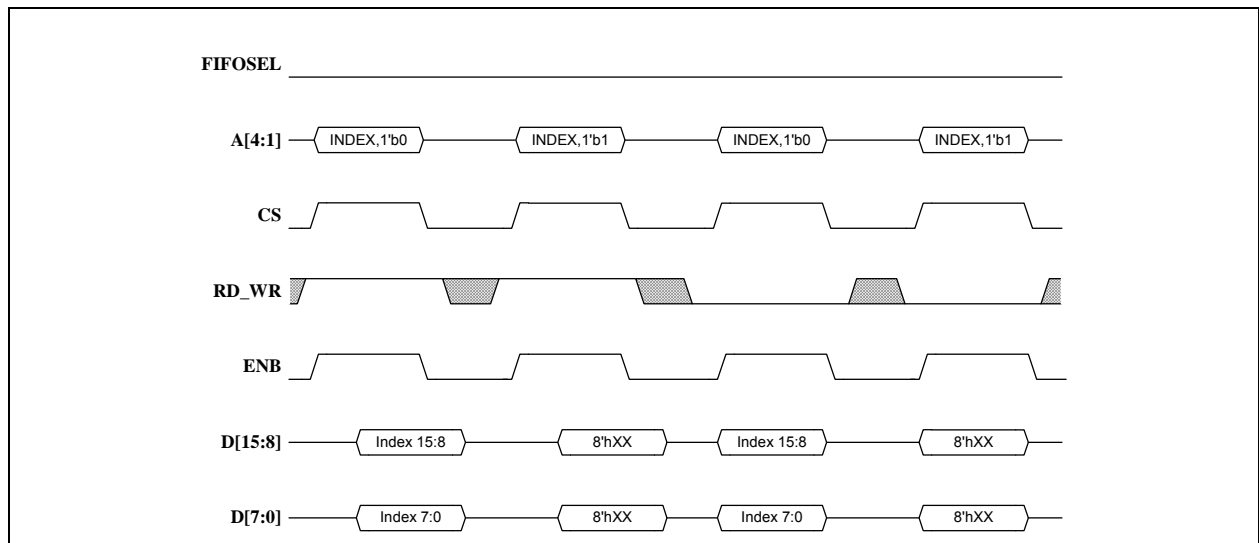 FIFOSEL
A[4:1] INDEX,1'b0 INDEX,1'b1 INDEX,1'b0 INDEX,1'b1
CS
RD_WR
ENB
D[15:8] Index 15:8 8'hXX Index 15:8 8'hXX
D[7:0] Index 7:0 8'hXX Index 7:0 8'hXX